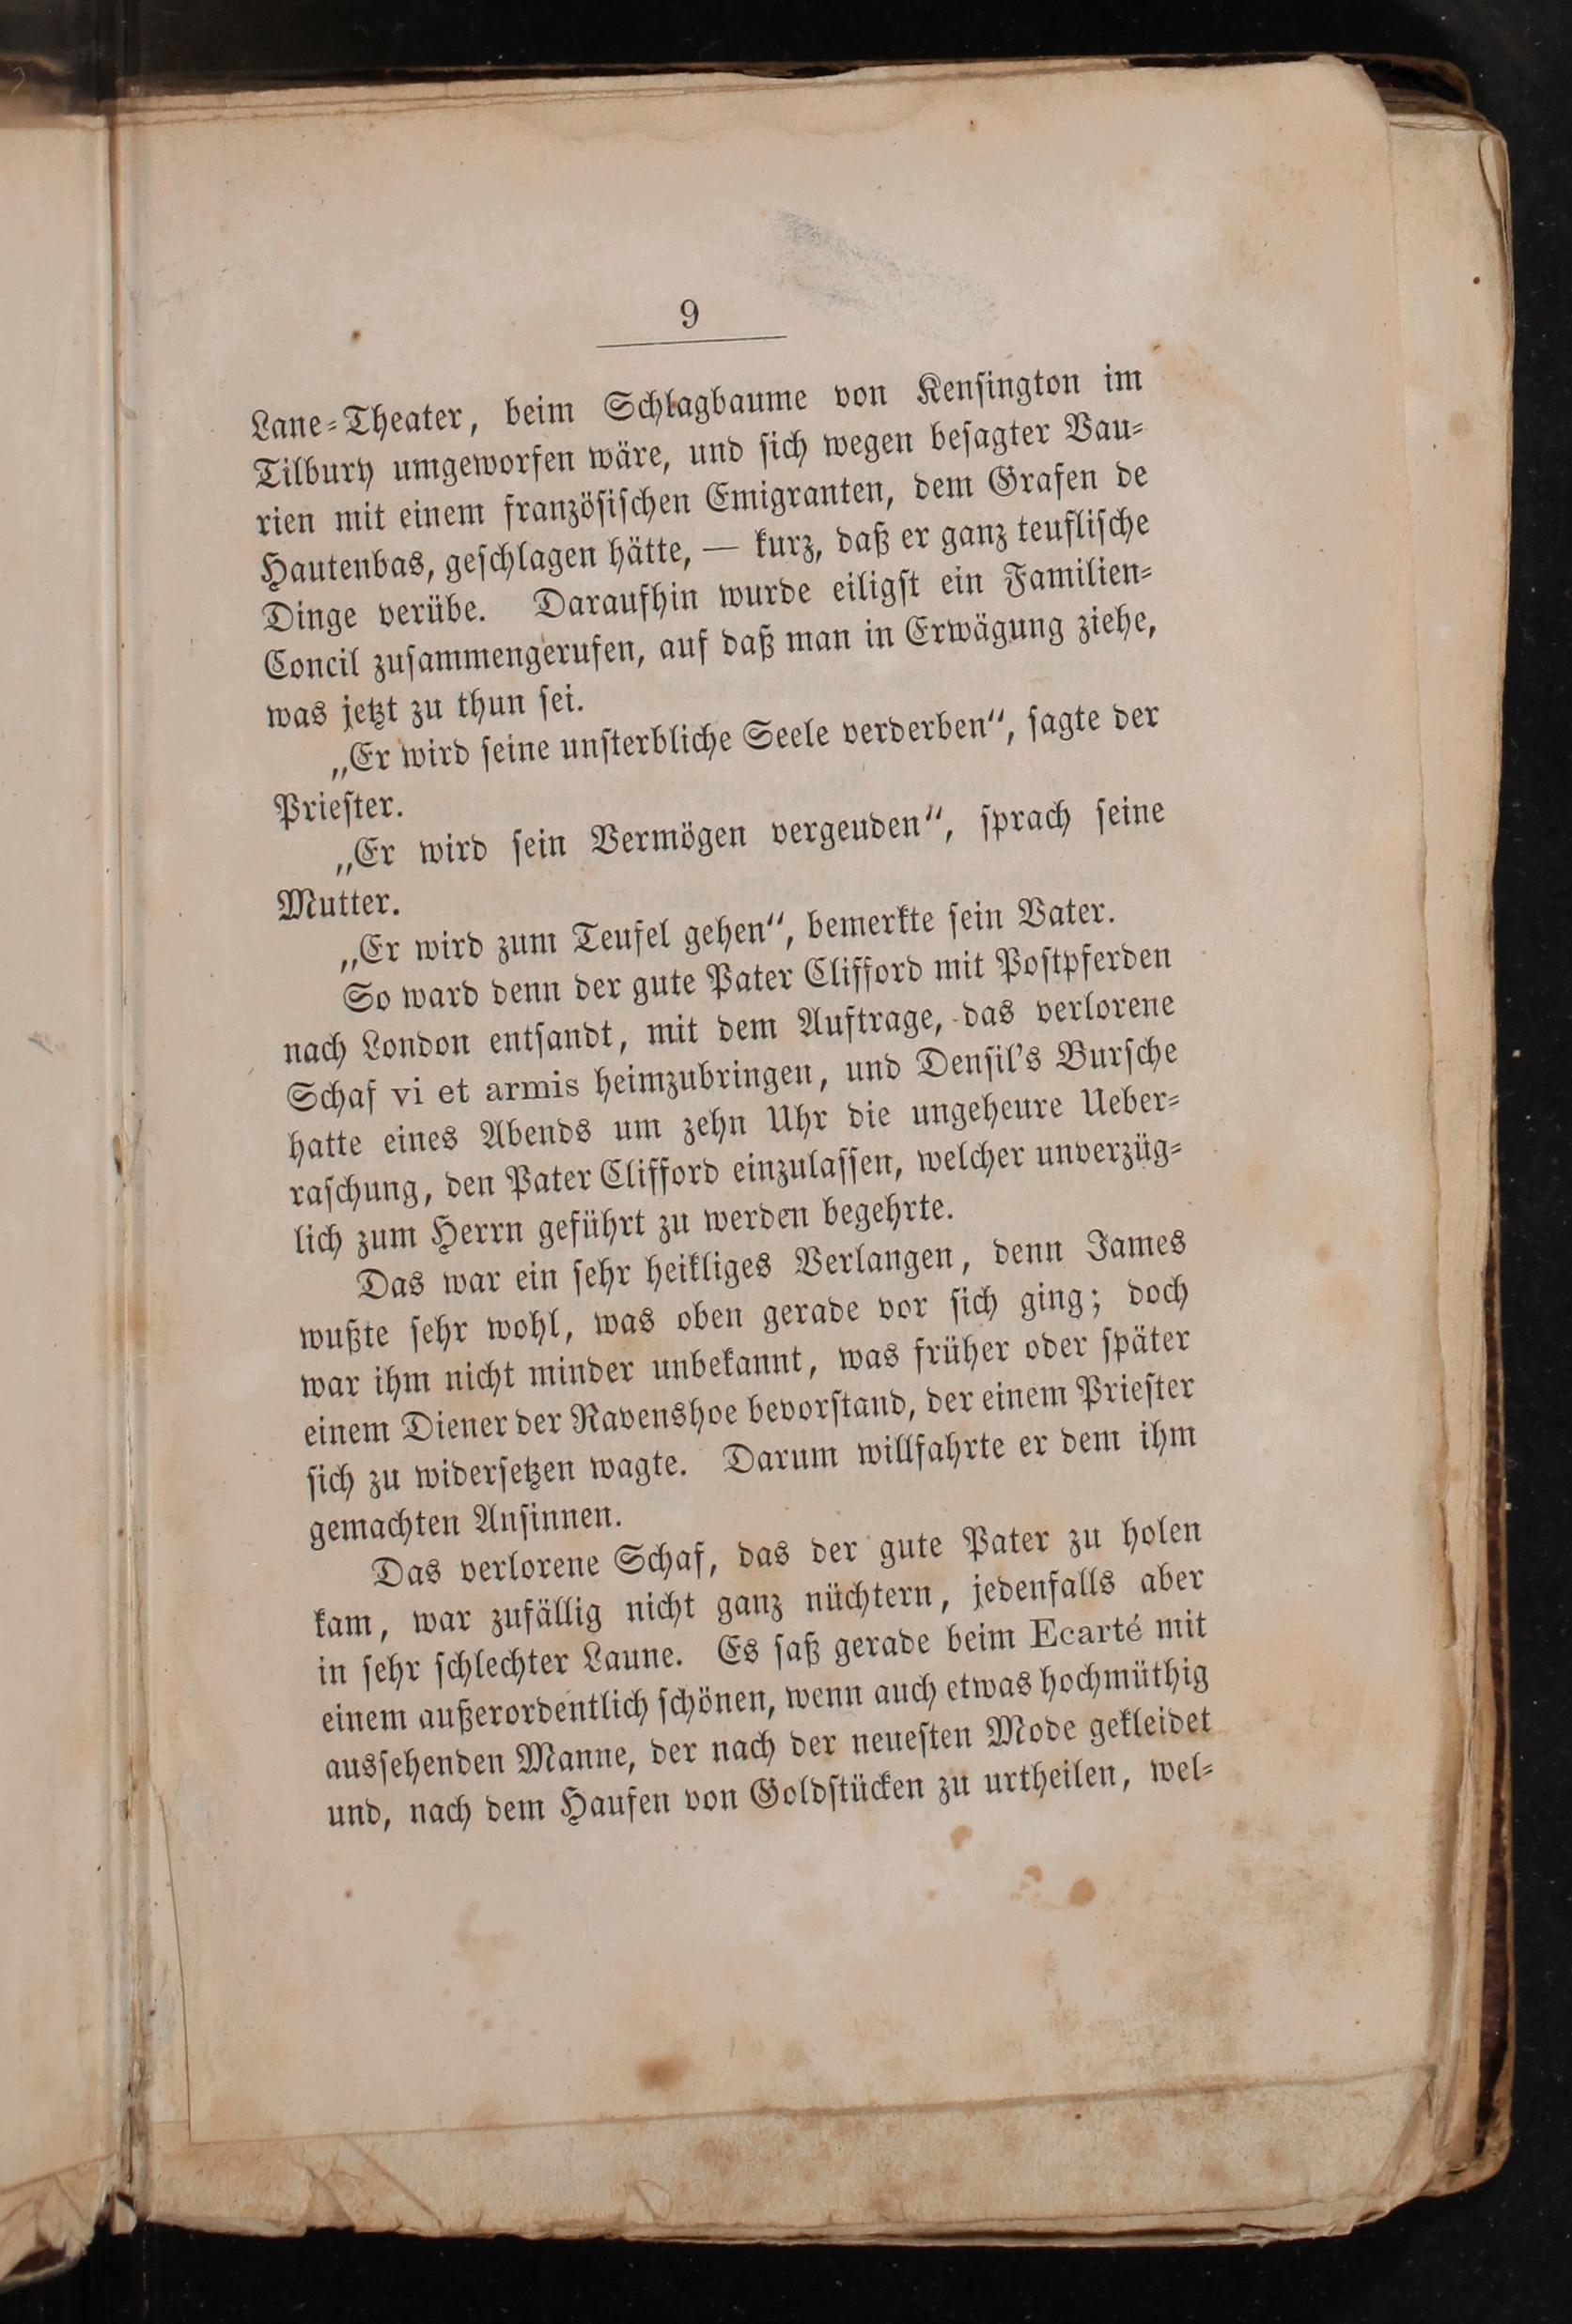 9
Lane-Theater, beim Schlagbaume von Kensington im
Tilbury umgeworfen wäre, und sich wegen besagter Vau-
rien mit einem französischen Emigranten, dem Grafen de
Hautenbas, geschlagen hätte, — kurz, daß er ganz teuflische
Dinge verübe. Daraufhin wurde eiligst ein Familien-
Concil zusammengerufen, auf daß man in Erwägung ziehe,
was jetzt zu thun sei.
„Er wird seine unsterbliche Seele verderben“, sagte der
Priester.
„Er wird sein Vermögen vergeuden“, sprach seine
Mutter.
„Er wird zum Teufel gehen“, bemerkte sein Vater.
So ward denn der gute Pater Clifford mit Postpferden
nach London entsandt, mit dem Auftrage, das verlorene
Schaf vi et armis heimzubringen, und Densil's Bursche
hatte eines Abends um zehn Uhr die ungeheure Ueber-
raschung, den Pater Clifford einzulassen, welcher unverzüg-
lich zum Herrn geführt zu werden begehrte.
Das war ein sehr heikliges Verlangen, denn James
wußte sehr wohl, was oben gerade vor sich ging; doch
war ihm nicht minder unbekannt, was früher oder später
einem Diener der Ravenshoe bevorstand, der einem Priester
sich zu widersetzen wagte. Darum willfahrte er dem ihm
gemachten Ansinnen.
Das verlorene Schaf, das der gute Pater zu holen
kam, war zufällig nicht ganz nüchtern, jedenfalls aber
in sehr schlechter Laune. Es saß gerade beim Ecarté mit
einem außerordentlich schönen, wenn auch etwas hochmüthig
aussehenden Manne, der nach der neuesten Mode gekleidet
und, nach dem Haufen von Goldstücken zu urtheilen, wel-